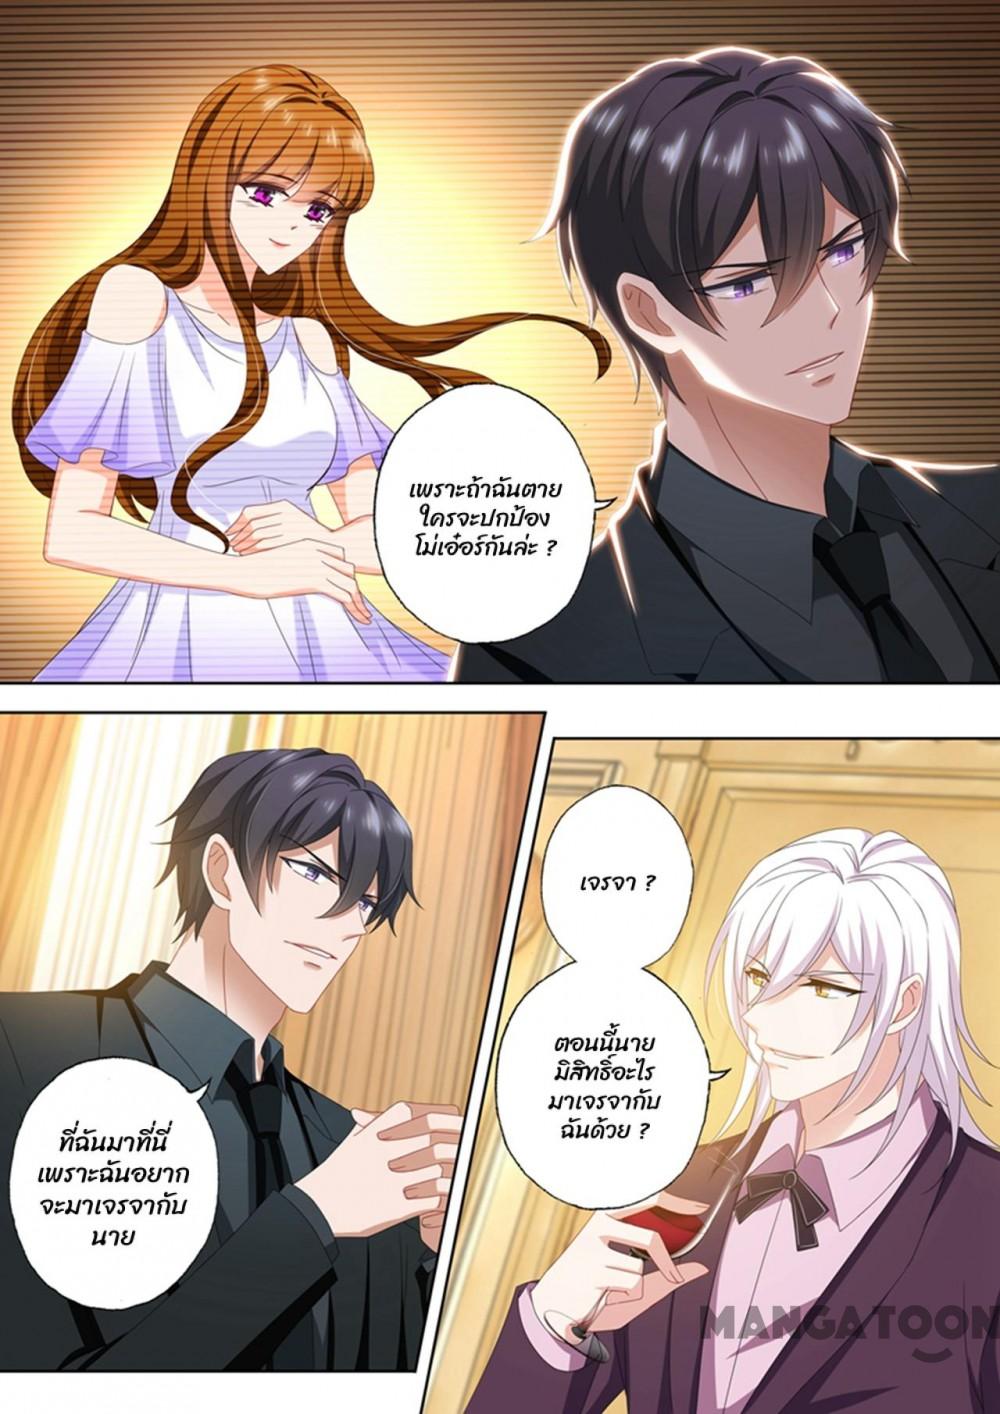 เพราะถ้าฉันตาย
ใครจะปกป้อง
โม่เอ๋อร์กันล่ะ ?
เจรจา ?
ตอนนี้นาย
มีสิทธิ์อะไร
มาเจรจากับ
ฉันด้วย ?
ที่ฉันมาที่นี่
เพราะฉันอยาก
จะมาเจรจากับ
นาย
MANGATOON